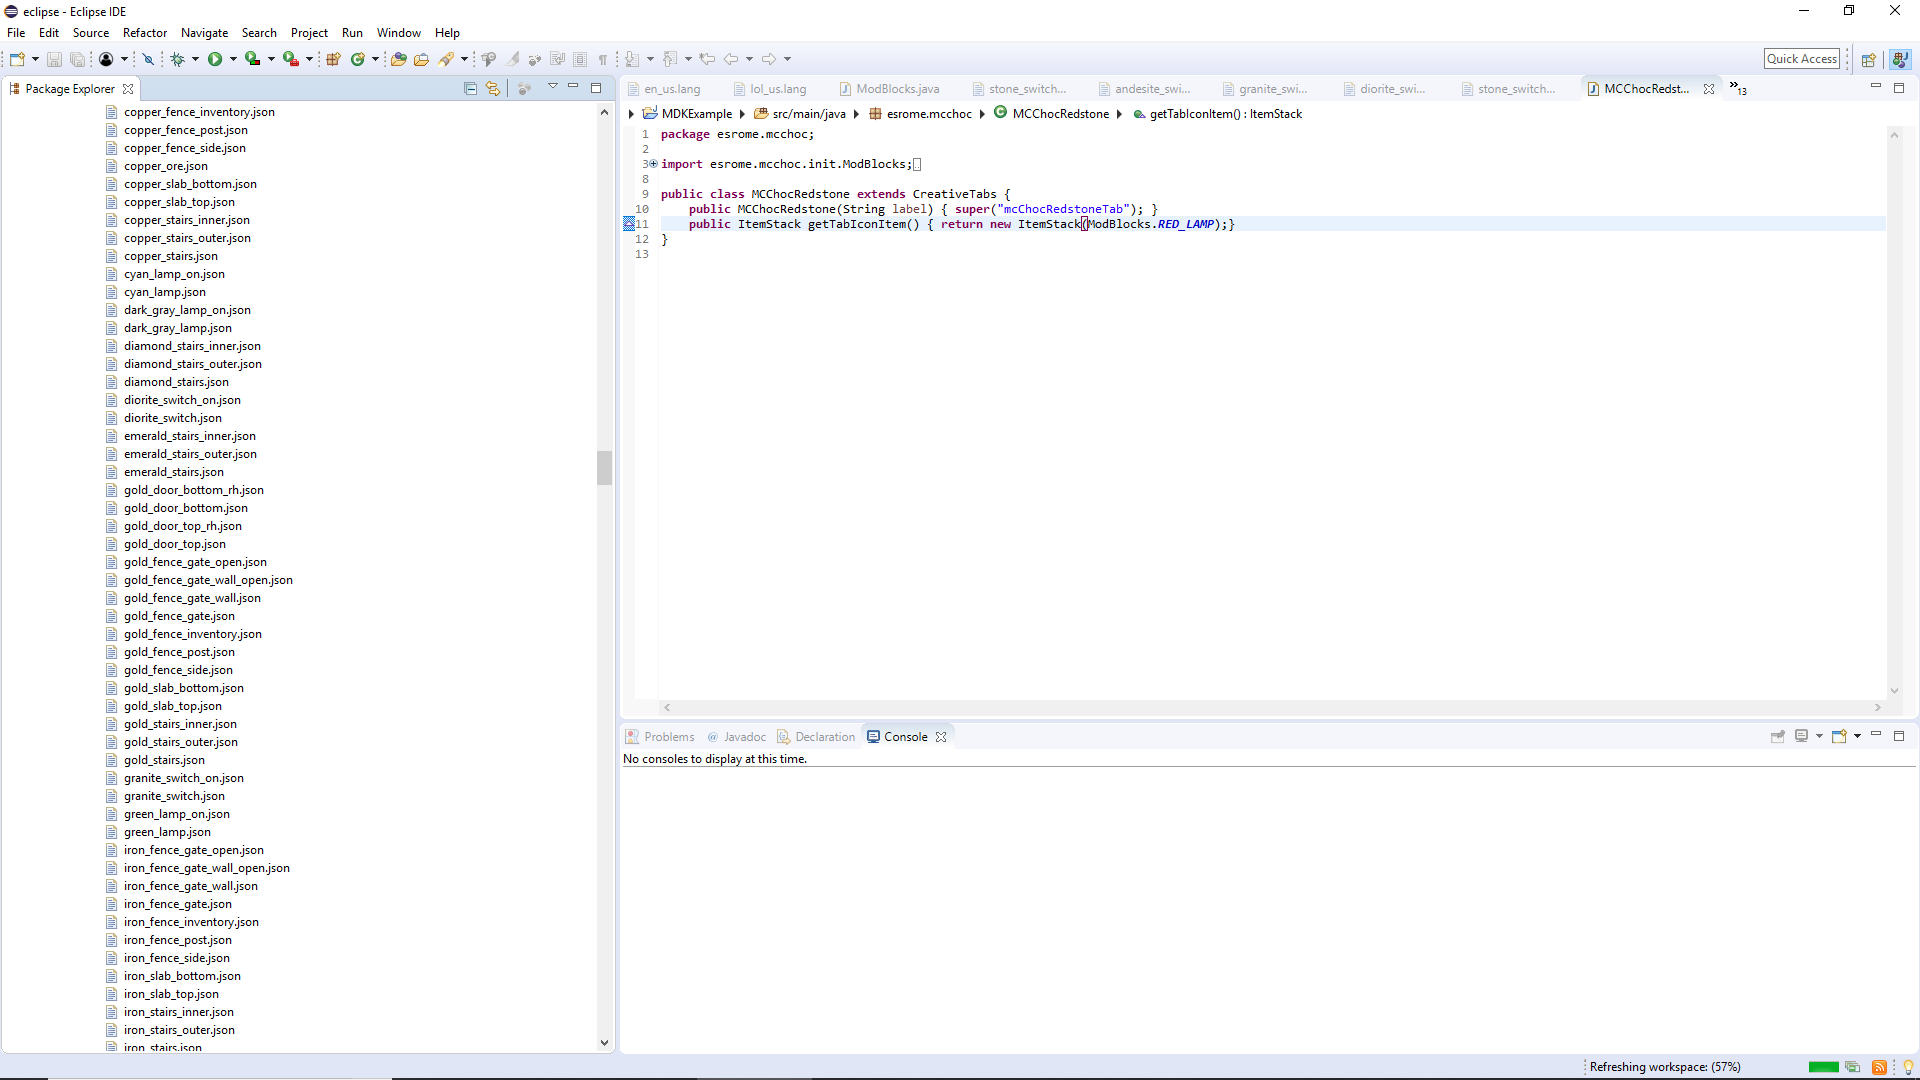 eclipse - Eclipse IDE
File Edit Source Refactor Navigate Search Project Run Window Help
Quick Access
Package Explorer
copper_fence_inventory.json
copper_fence_post.json
copper_fence_side.json
copper_ore.json
copper_slab_bottom.json
copper_slab_top.json
copper_stairs_inner.json
copper_stairs_outer.json
copper_stairs.json
cyan_lamp_on.json
cyan_lamp.json
dark_gray_lamp_on.json
dark_gray_lamp.json
diamond_stairs_inner.json
diamond_stairs_outer.json
diamond_stairs.json
diorite_switch_on.json
diorite_switch.json
emerald_stairs_inner.json
emerald_stairs_outer.json
emerald_stairs.json
gold_door_bottom_rh.json
gold_door_bottom.json
gold_door_top_rh.json
gold_door_top.json
gold_fence_gate_open.json
gold_fence_gate_wall_open.json
gold_fence_gate_wall.json
gold_fence_gate.json
gold_fence_inventory.json
gold_fence_post.json
gold_fence_side.json
gold_slab_bottom.json
gold_slab_top.json
gold_stairs_inner.json
gold_stairs_outer.json
gold_stairs.json
granite_switch_on.json
granite_switch.json
green_lamp_on.json
green_lamp.json
iron_fence_gate_open.json
iron_fence_gate_wall_open.json
iron_fence_gate_wall.json
iron_fence_gate.json
iron_fence_inventory.json
iron_fence_post.json
iron_fence_side.json
iron_slab_bottom.json
iron_slab_top.json
iron_stairs_inner.json
iron_stairs_outer.json
iron_stairs.json
en_us.lang lol_us.lang ModBlocks.java stone_switch... andesite_swi... granite_swi... diorite_swi... stone_switch... MCChocRedst... »13
MDKExample src/main/java esrome.mcchoc MCChocRedstone getTabIconItem() : ItemStack
1 package esrome.mcchoc;
2
3 import esrome.mcchoc.init.ModBlocks;
8
9 public class MCChocRedstone extends CreativeTabs {
10 public MCChocRedstone(String label) { super("mcChocRedstoneTab"); }
11 public ItemStack getTabIconItem() { return new ItemStack(ModBlocks.RED_LAMP);}
12 }
13
Problems @ Javadoc Declaration Console
No consoles to display at this time.
Refreshing workspace: (57%)